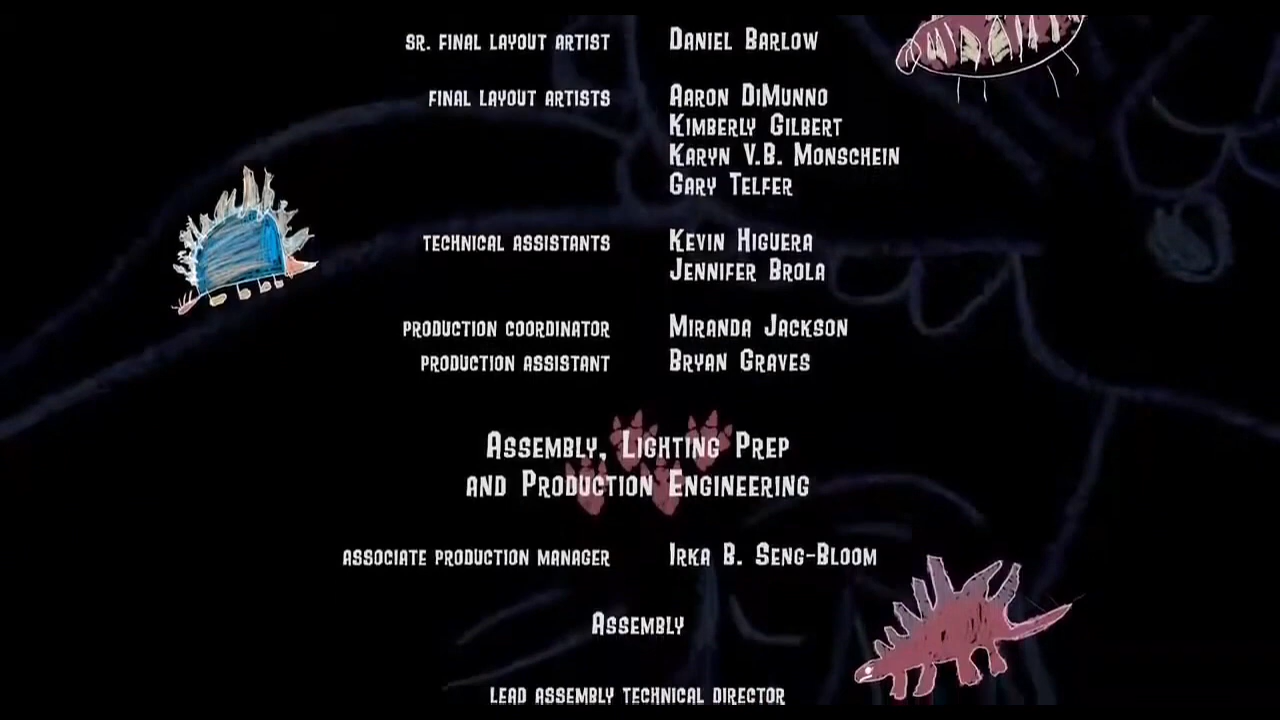 SR. FINAL LAYOUT ARTIST DANIEL BARLOW
FINAL LAYOUT ARTISTS AARON DIMUNNO
KIMBERLY GILBERT
KARYN V.B. MONSCHEIN
GARY TELFER
TECHNICAL ASSISTANTS KEVIN HIGUERA
JENNIFER BROLA
PRODUCTION COORDINATOR MIRANDA JACKSON
PRODUCTION ASSISTANT BRYAN GRAVES
ASSEMBLY, LIGHTING PREP
AND PRODUCTION ENGINEERING
ASSOCIATE PRODUCTION MANAGER IRKA B. SENG-BLOOM
ASSEMBLY
LEAD ASSEMBLY TECHNICAL DIRECTOR